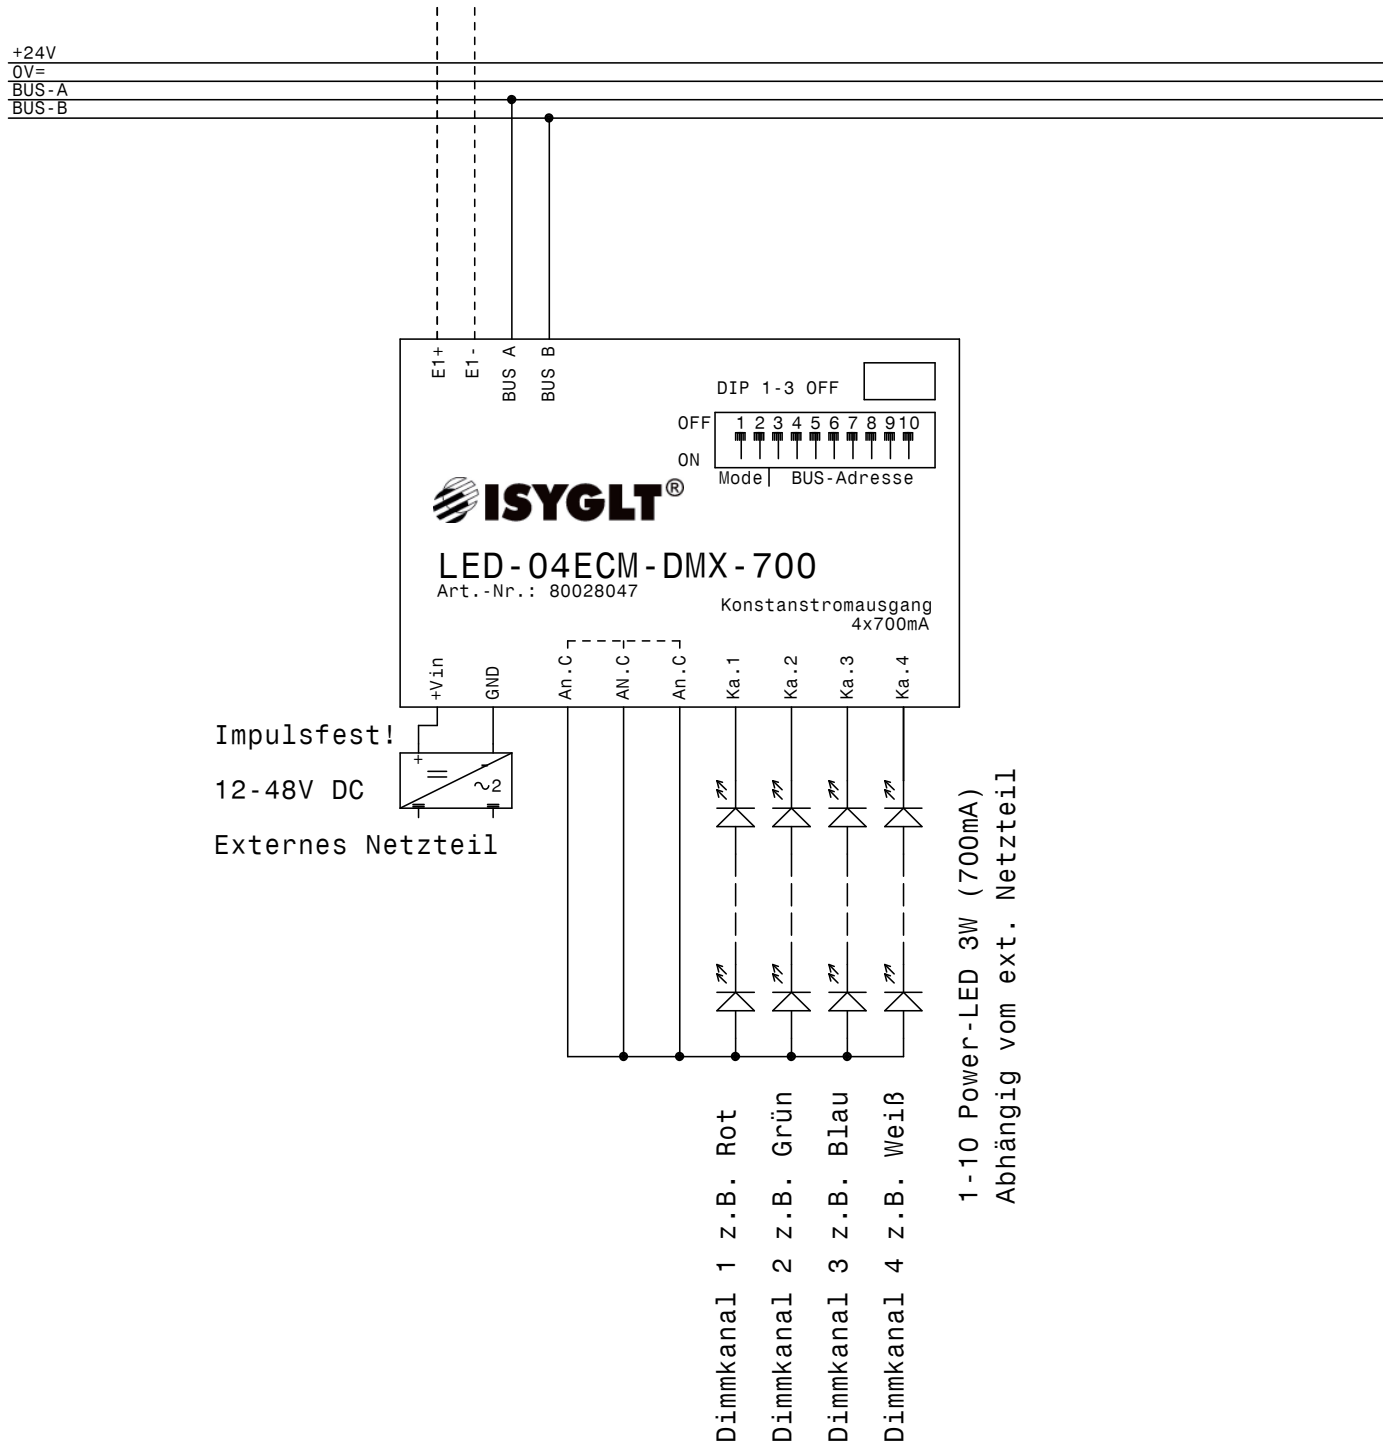 +24V
0V=
BUS-A
BUS-B
E1+
E1-
BUS A
BUS B
DIP 1-3 OFF
OFF
1 2 3 4 5 6 7 8 9 10
ON
Mode| BUS-Adresse
ISYGLT®
LED-04ECM-DMX-700
Art.-Nr.: 80028047
Konstanstromausgang
4x700mA
+Vin
GND
An.C
AN.C
An.C
Ka.1
Ka.2
Ka.3
Ka.4
Impulsfest!
12-48V DC
Externes Netzteil
+
-
=
~2
Dimmkanal 1 z.B. Rot
Dimmkanal 2 z.B. Grün
Dimmkanal 3 z.B. Blau
Dimmkanal 4 z.B. Weiß
1-10 Power-LED 3W (700mA)
Abhängig vom ext. Netzteil